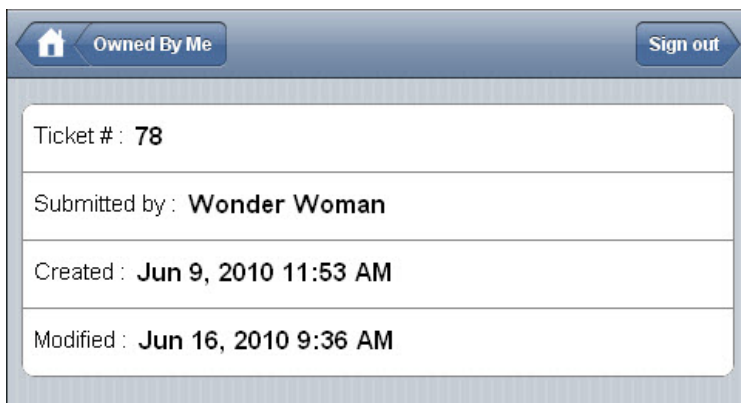 Owned By Me Sign out
Ticket # : 78
Submitted by : Wonder Woman
Created : Jun 9, 2010 11:53 AM
Modified : Jun 16, 2010 9:36 AM